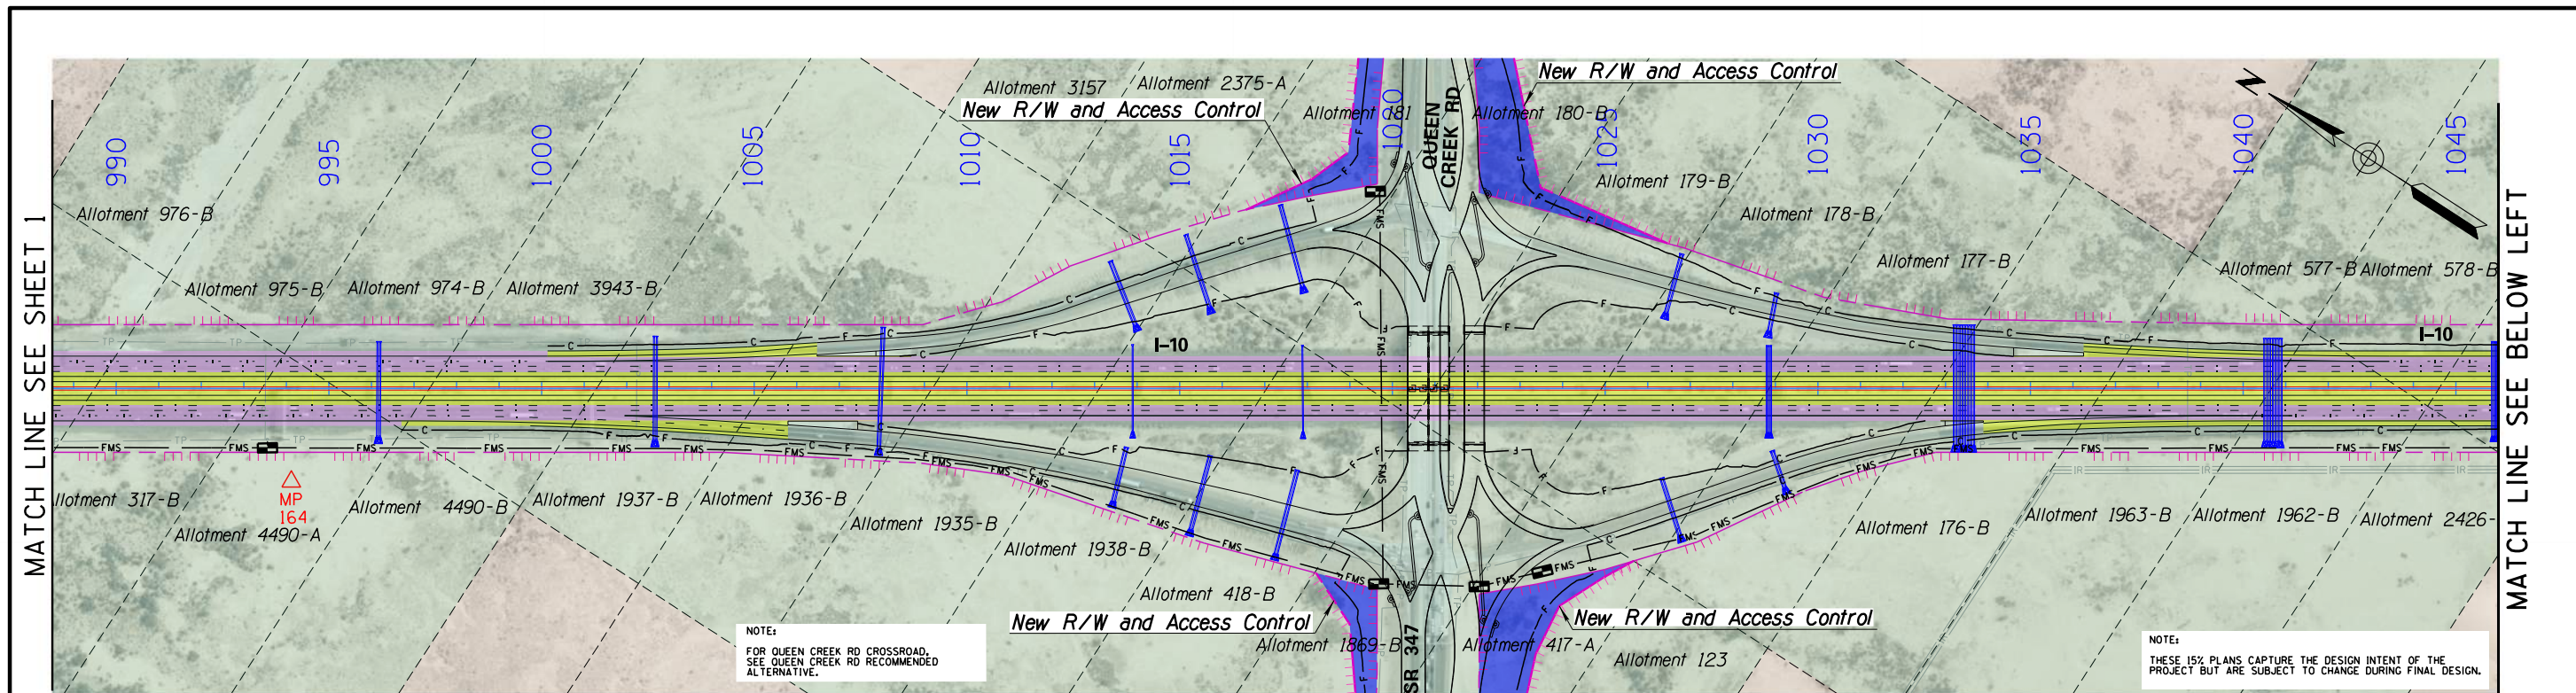 New R/W and Access Control
Allotment 3157
Allotment 2375-A
New R/W and Access Control
Allotment 181
Allotment 180-B
990
995
1000
1005
1010
1015
1020
1025
1030
1035
1040
1045
QUEEN
CREEK RD
N
Allotment 179-B
Allotment 178-B
Allotment 177-B
Allotment 577-B
Allotment 578-B
Allotment 976-B
Allotment 975-B
Allotment 974-B
Allotment 3943-B
MATCH LINE SEE SHEET 1
MATCH LINE SEE BELOW LEFT
I-10
I-10
MP
164
llotment 317-B
Allotment 4490-A
Allotment 4490-B
Allotment 1937-B
Allotment 1936-B
Allotment 1935-B
Allotment 1938-B
Allotment 418-B
Allotment 176-B
Allotment 1963-B
Allotment 1962-B
Allotment 2426-
New R/W and Access Control
New R/W and Access Control
Allotment 1869-B
Allotment 417-A
Allotment 123
SR 347
NOTE:
FOR QUEEN CREEK RD CROSSROAD,
SEE QUEEN CREEK RD RECOMMENDED
ALTERNATIVE.
NOTE:
THESE 15% PLANS CAPTURE THE DESIGN INTENT OF THE
PROJECT BUT ARE SUBJECT TO CHANGE DURING FINAL DESIGN.